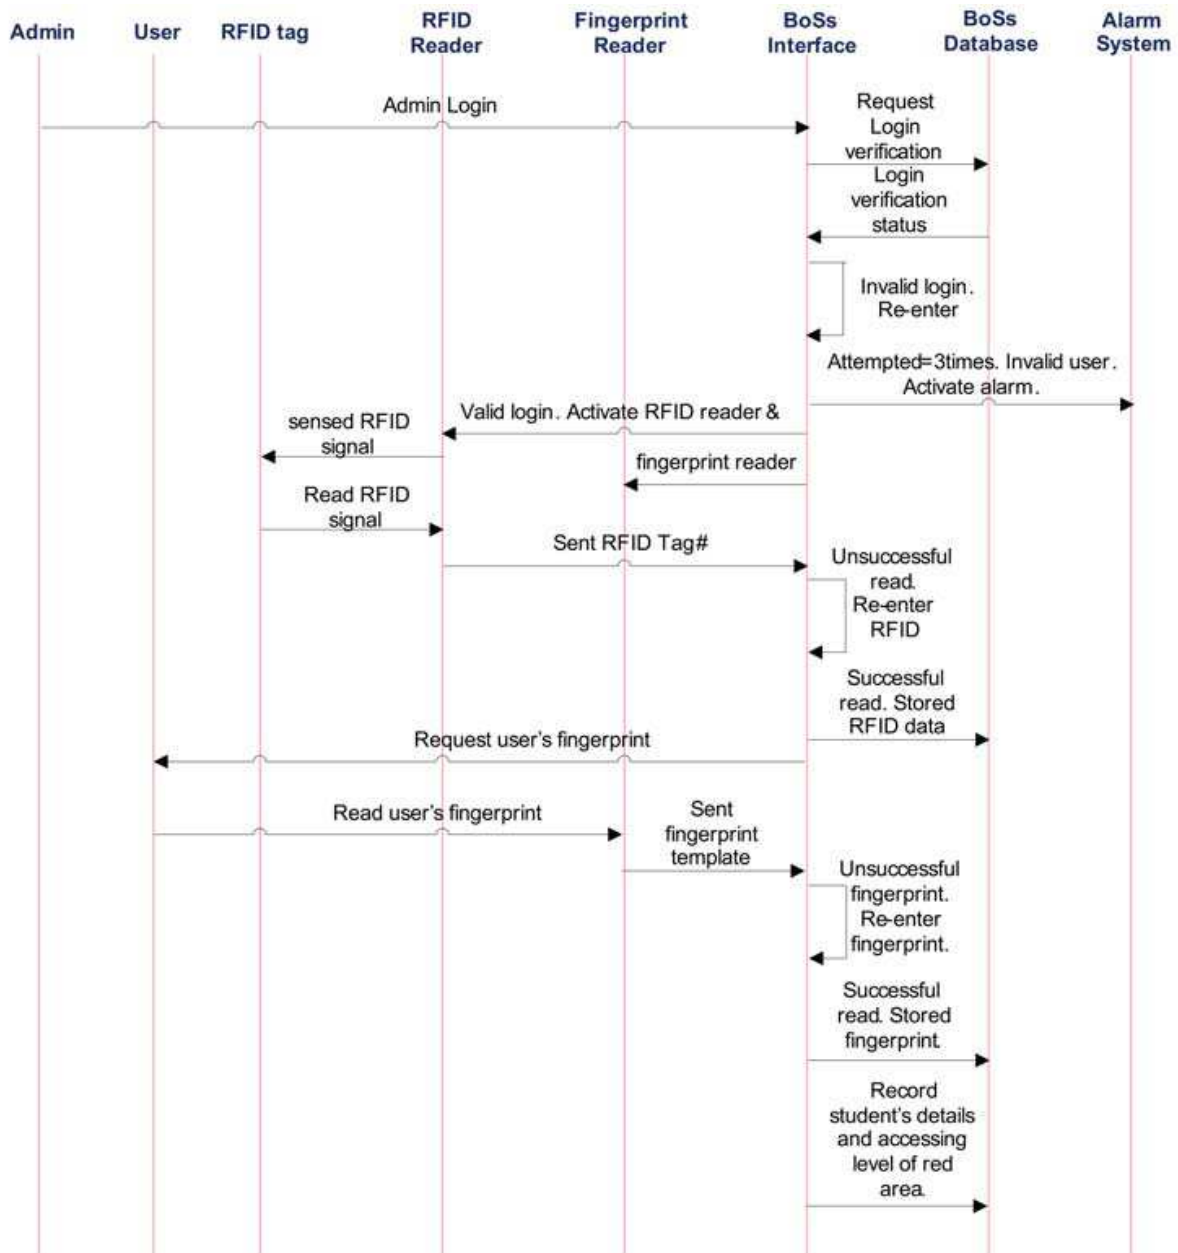 Admin
User
RFID tag
RFID
Reader
Fingerprint
Reader
BoSs
Interface
BoSs
Database
Alarm
System
Admin Login
Request
Login
verification
Login
verification
status
Invalid login.
Re-enter
Attempted=3times. Invalid user.
Activate alarm.
Valid login. Activate RFID reader &
sensed RFID
signal
fingerprint reader
Read RFID
signal
Sent RFID Tag#
Unsuccessful
read.
Re-enter
RFID
Successful
read. Stored
RFID data
Request user's fingerprint
Read user's fingerprint
Sent
fingerprint
template
Unsuccessful
fingerprint.
Re-enter
fingerprint.
Successful
read. Stored
fingerprint.
Record
student's details
and accessing
level of red
area.